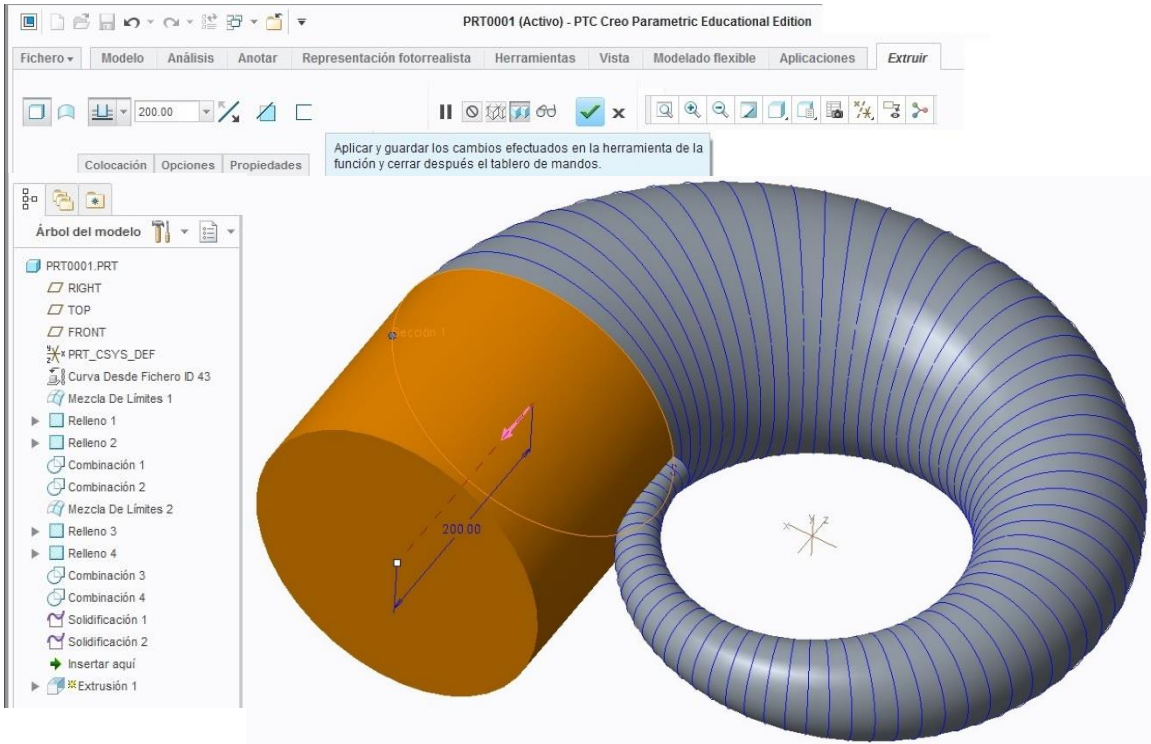 PRT0001 (Activo) - PTC Creo Parametric Educational Edition
Fichero Modelo Análisis Anotar Representación fotorrealista Herramientas Vista Modelado flexible Aplicaciones Extruir
200.00
Aplicar y guardar los cambios efectuados en la herramienta de la
función y cerrar después el tablero de mandos.
Colocación Opciones Propiedades
Árbol del modelo
PRT0001.PRT
RIGHT
TOP
FRONT
PRT_CSYS_DEF
Curva Desde Fichero ID 43
Mezcla De Límites 1
Relleno 1
Relleno 2
Combinación 1
Combinación 2
Mezcla De Límites 2
Relleno 3
Relleno 4
Combinación 3
Combinación 4
Solidificación 1
Solidificación 2
Insertar aquí
Extrusión 1
Sección 1
200.00
x y z